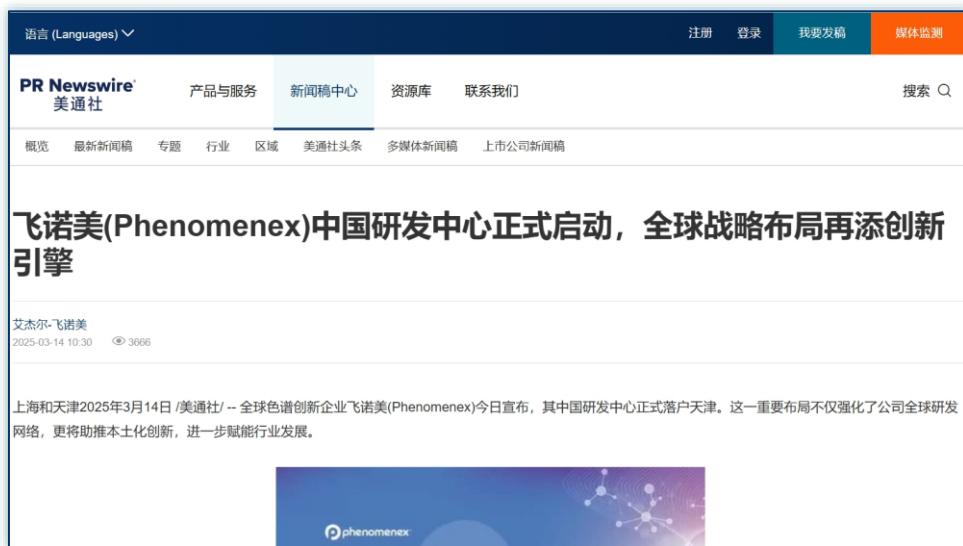 语言 (Languages)
注册
登录
我要发稿
媒体监测
PR Newswire
美通社
产品与服务
新闻稿中心
资源库
联系我们
搜索
概览
最新新闻稿
专题
行业
区域
美通社头条
多媒体新闻稿
上市公司新闻稿
飞诺美(Phenomenex)中国研发中心正式启动，全球战略布局再添创新
引擎
艾杰尔-飞诺美
2025-03-14 10:30
3666
上海和天津2025年3月14日 /美通社/ -- 全球色谱创新企业飞诺美(Phenomenex)今日宣布，其中国研发中心正式落户天津。这一重要布局不仅强化了公司全球研发
网络，更将助推本土化创新，进一步赋能行业发展。
phenomenex